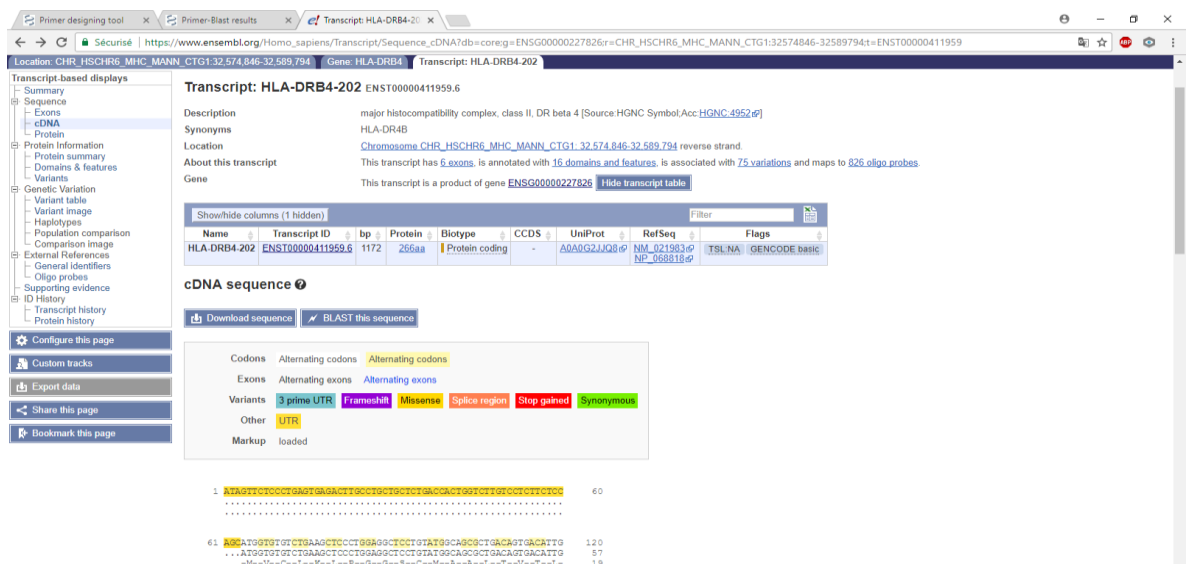 Primer designing tool
Primer-Blast results
Transcript: HLA-DRB4-20
Sécurisé | https://www.ensembl.org/Homo_sapiens/Transcript/Sequence_cDNA?db=core;g=ENSG00000227826;r=CHR_HSCHR6_MHC_MANN_CTG1:32574846-32589794;t=ENST00000411959
ABP
Location: CHR_HSCHR6_MHC_MANN_CTG1:32,574,846-32,589,794 Gene: HLA-DRB4 Transcript: HLA-DRB4-202
Transcript-based displays
Summary
Sequence
Exons
cDNA
Protein
Protein Information
Protein summary
Domains & features
Variants
Genetic Variation
Variant table
Variant image
Haplotypes
Population comparison
Comparison image
External References
General identifiers
Oligo probes
Supporting evidence
ID History
Transcript history
Protein history
Configure this page
Custom tracks
Export data
Share this page
Bookmark this page
Transcript: HLA-DRB4-202 ENST00000411959.6
Description major histocompatibility complex, class II, DR beta 4 [Source:HGNC Symbol;Acc:HGNC:4952]
Synonyms HLA-DR4B
Location Chromosome CHR_HSCHR6_MHC_MANN_CTG1: 32,574,846-32,589,794 reverse strand.
About this transcript This transcript has 6 exons, is annotated with 16 domains and features, is associated with 75 variations and maps to 826 oligo probes.
Gene This transcript is a product of gene ENSG00000227826 Hide transcript table
Show/hide columns (1 hidden) Filter
Name Transcript ID bp Protein Biotype CCDS UniProt RefSeq Flags
HLA-DRB4-202 ENST00000411959.6 1172 266aa Protein coding - A0A0G2JJQ8 NM_021983 TSL:NA GENCODE basic
NP_068818
cDNA sequence
Download sequence BLAST this sequence
Codons Alternating codons Alternating codons
Exons Alternating exons Alternating exons
Variants 3 prime UTR Frameshift Missense Splice region Stop gained Synonymous
Other UTR
Markup loaded
1 ATAGTTCTCCCTGAGTGAGACTTGCCTGCTGCTCTGACCACTGGTCTTGTCCTCTTCTCC 60
............................................................
............................................................
61 AGCATGGTGTGTCTGAAGCTCCCTGGAGGCTCCTGTATGGCAGCGCTGACAGTGACATTG 120
...ATGGTGTGTCTGAAGCTCCCTGGAGGCTCCTGTATGGCAGCGCTGACAGTGACATTG 57